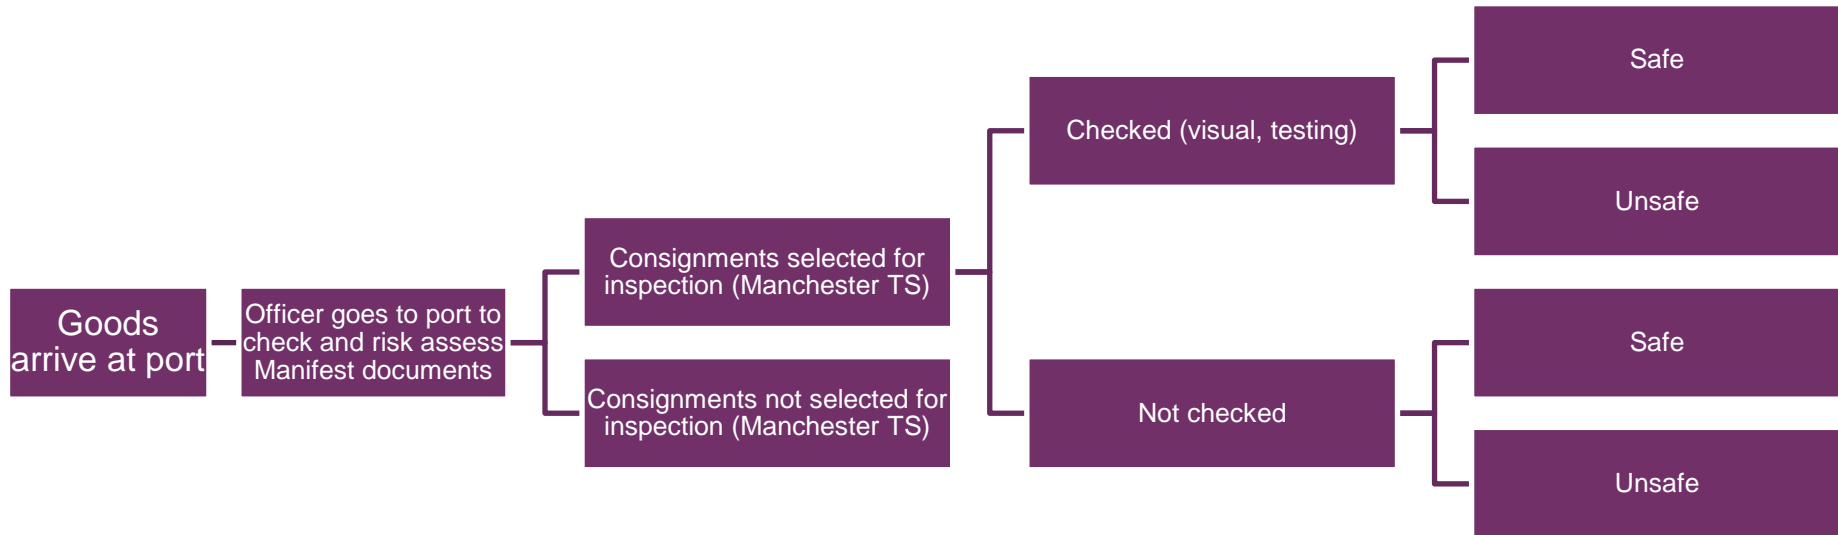 Goods
arrive at port
Officer goes to port to
check and risk assess
Manifest documents
Consignments selected for
inspection (Manchester TS)
Consignments not selected for
inspection (Manchester TS)
Checked (visual, testing)
Not checked
Safe
Unsafe
Safe
Unsafe